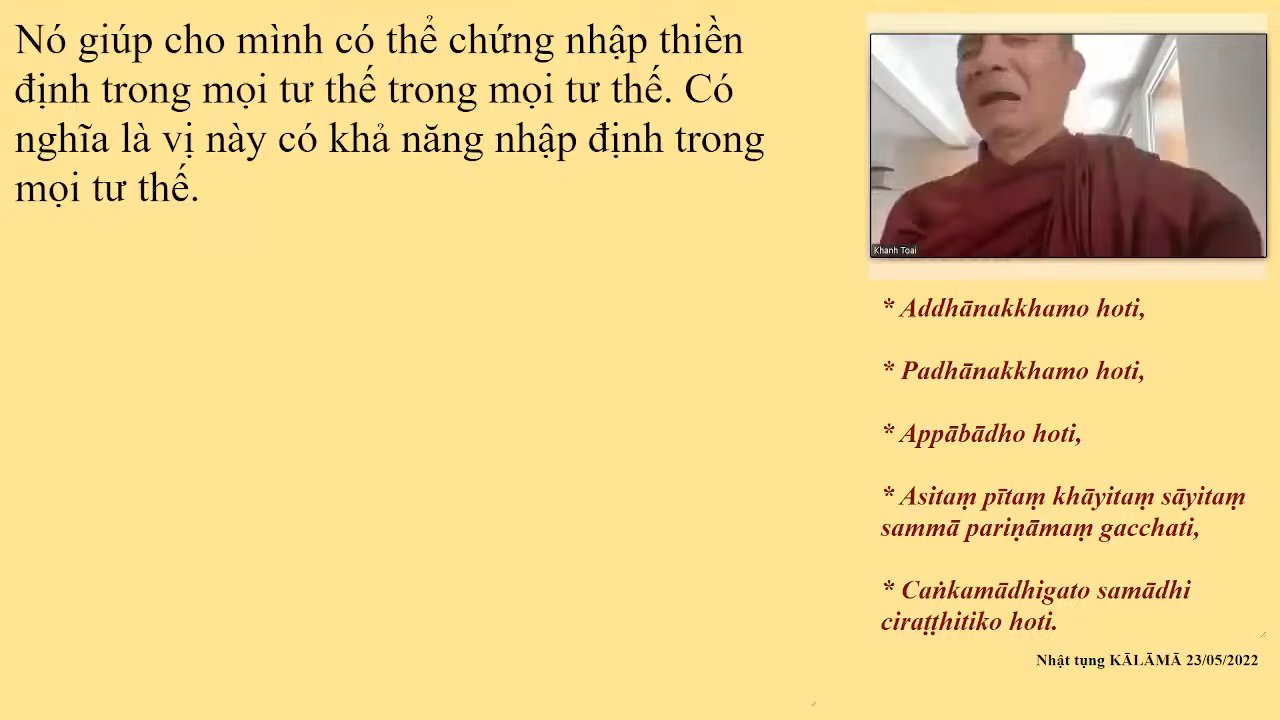 Nó giúp cho mình có thể chứng nhập thiền
định trong mọi tư thế trong mọi tư thế. Có
nghĩa là vị này có khả năng nhập định trong
mọi tư thế.
Khanh Toai
* Addhānakkhamo hoti,
* Padhānakkhamo hoti,
* Appābādho hoti,
* Asitaṃ pītaṃ khāyitaṃ sāyitaṃ
sammā pariṇāmaṃ gacchati,
* Caṅkamādhigato samādhi
ciraṭṭhitiko hoti.
Nhật tụng KĀLĀMĀ 23/05/2022